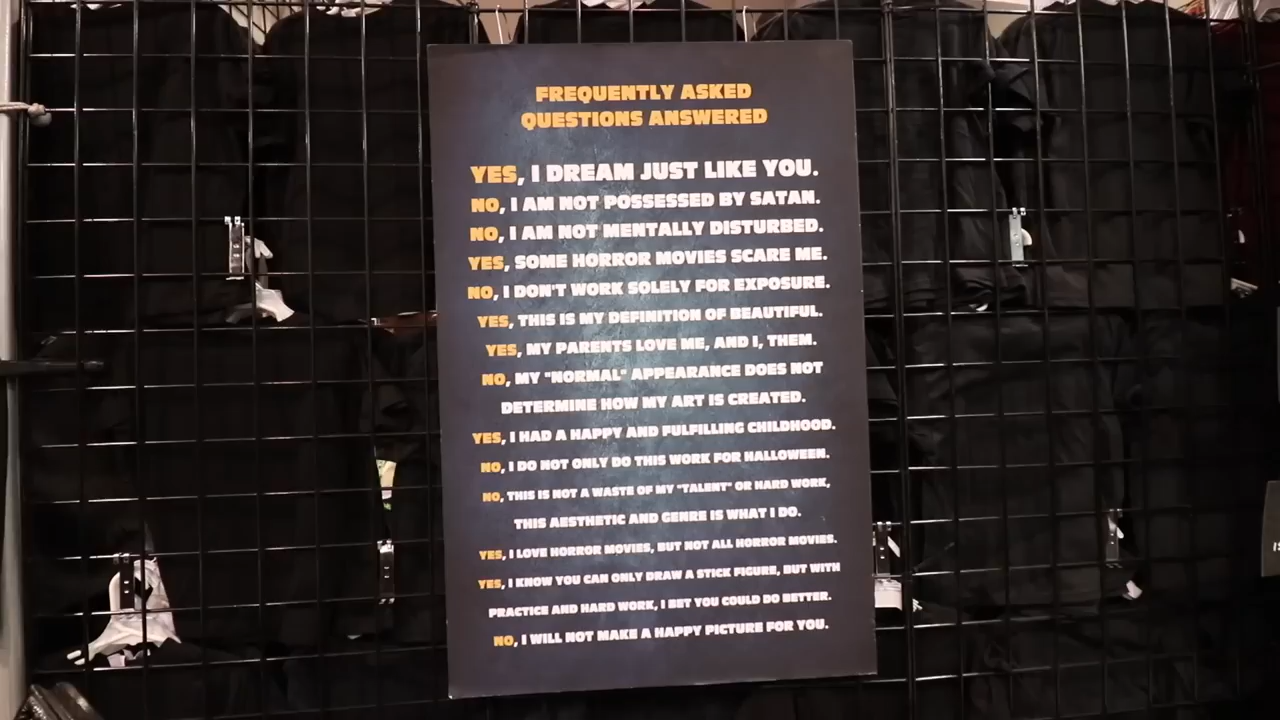 FREQUENTLY ASKED
QUESTIONS ANSWERED
YES, I DREAM JUST LIKE YOU.
NO, I AM NOT POSSESSED BY SATAN.
NO, I AM NOT MENTALLY DISTURBED.
YES, SOME HORROR MOVIES SCARE ME.
NO, I DON'T WORK SOLELY FOR EXPOSURE.
YES, THIS IS MY DEFINITION OF BEAUTIFUL.
YES, MY PARENTS LOVE ME, AND I, THEM.
NO, MY "NORMAL" APPEARANCE DOES NOT
DETERMINE HOW MY ART IS CREATED.
YES, I HAD A HAPPY AND FULFILLING CHILDHOOD.
NO, I DO NOT ONLY DO THIS WORK FOR HALLOWEEN.
NO, THIS IS NOT A WASTE OF MY "TALENT" OR HARD WORK,
THIS AESTHETIC AND GENRE IS WHAT I DO.
YES, I LOVE HORROR MOVIES, BUT NOT ALL HORROR MOVIES.
YES, I KNOW YOU CAN ONLY DRAW A STICK FIGURE, BUT WITH
PRACTICE AND HARD WORK, I BET YOU COULD DO BETTER.
NO, I WILL NOT MAKE A HAPPY PICTURE FOR YOU.